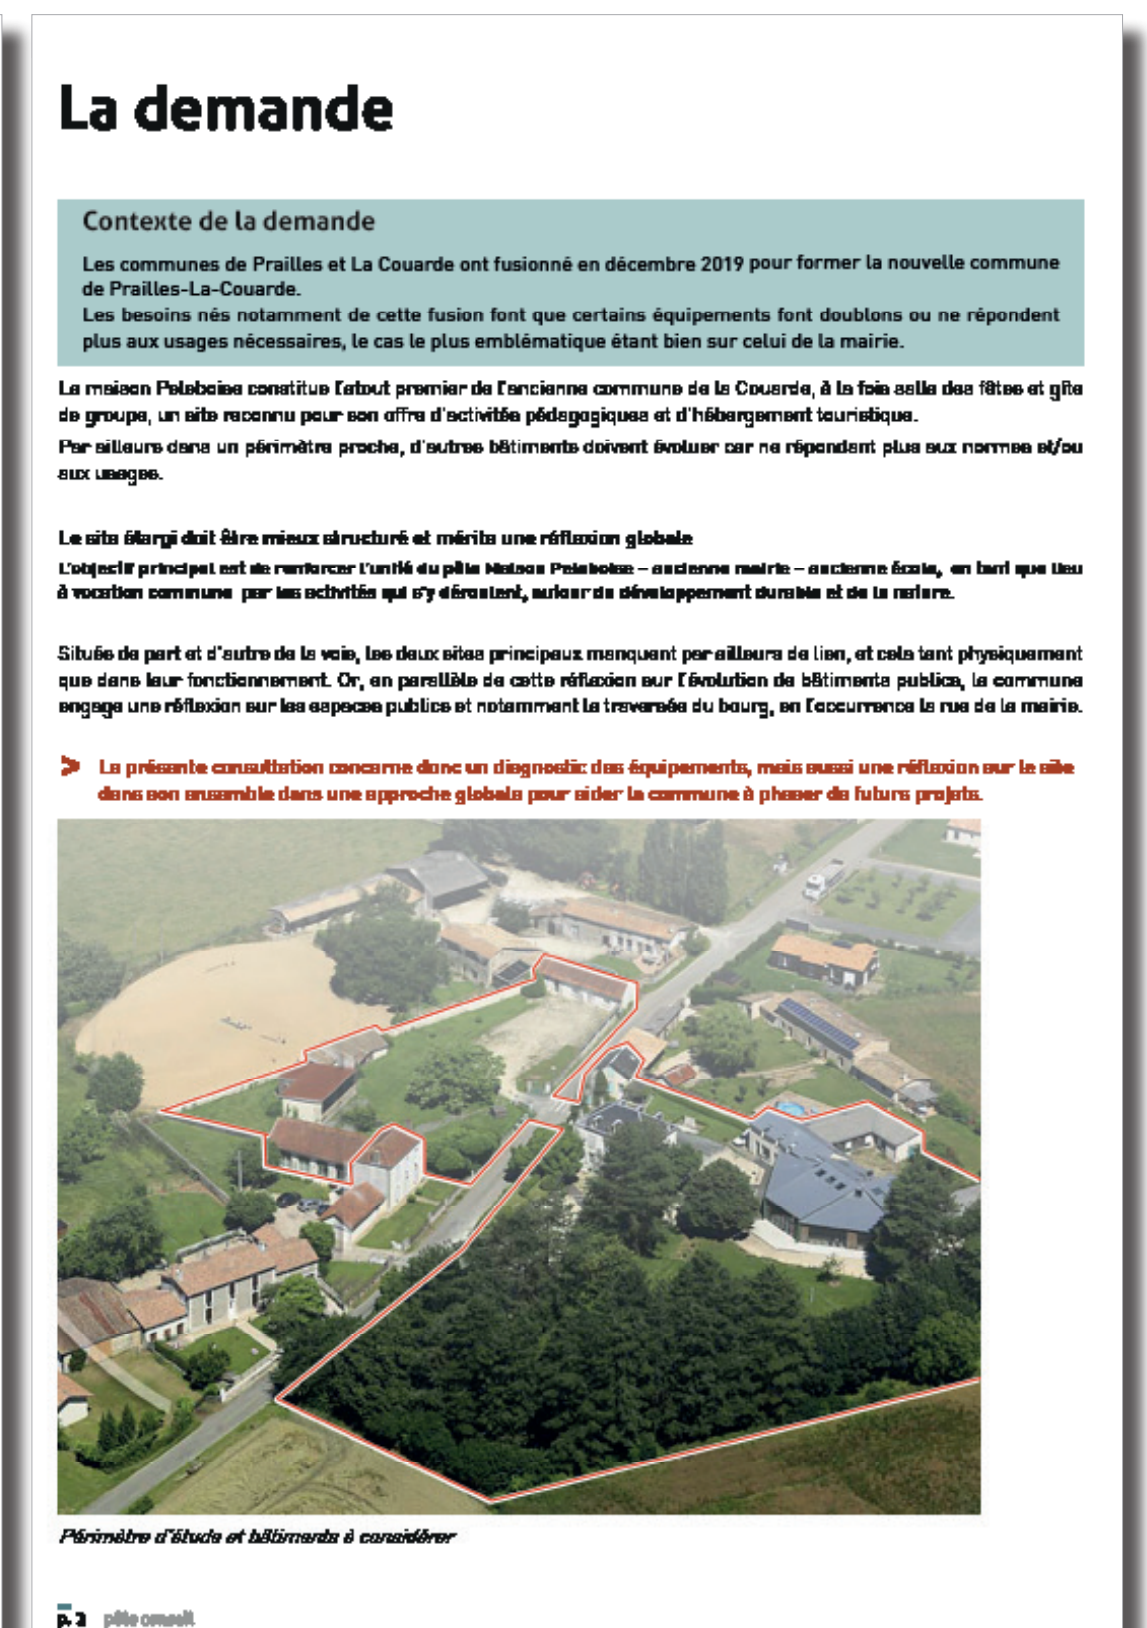 La demande
Contexte de la demande
Les communes de Prailles et La Couarde ont fusionné en décembre 2019 pour former la nouvelle commune
de Prailles-La-Couarde.
Les besoins nés notamment de cette fusion font que certains équipements font doublons ou ne répondent
plus aux usages nécessaires, le cas le plus emblématique étant bien sur celui de la mairie.
La maison Peleboise constitue l'atout premier de l'ancienne commune de la Couarde, à la fois salle des fêtes et gîte
de groupe, un site reconnu pour son offre d'activités pédagogiques et d'hébergement touristique.
Par ailleurs dans un périmètre proche, d'autres bâtiments doivent évoluer car ne répondant plus aux normes et/ou
aux usages.
Le site élargi doit être mieux structuré et mérite une réflexion globale
L'objectif principal est de renforcer l'unité du pôle Maison Peleboise – ancienne mairie – ancienne école, en tant que lieu
à vocation commune par les activités qui s'y déroulent, autour du développement durable et de la nature.
Situés de part et d'autre de la voie, les deux sites principaux manquent par ailleurs de lien, et cela tant physiquement
que dans leur fonctionnement. Or, en parallèle de cette réflexion sur l'évolution de bâtiments publics, la commune
engage une réflexion sur les espaces publics et notamment la traversée du bourg, en l'occurrence la rue de la mairie.
> La présente consultation concerne donc un diagnostic des équipements, mais aussi une réflexion sur le site
dans son ensemble dans une approche globale pour aider la commune à phaser de futurs projets.
Périmètre d'étude et bâtiments à considérer
p. 3 pôle conseil